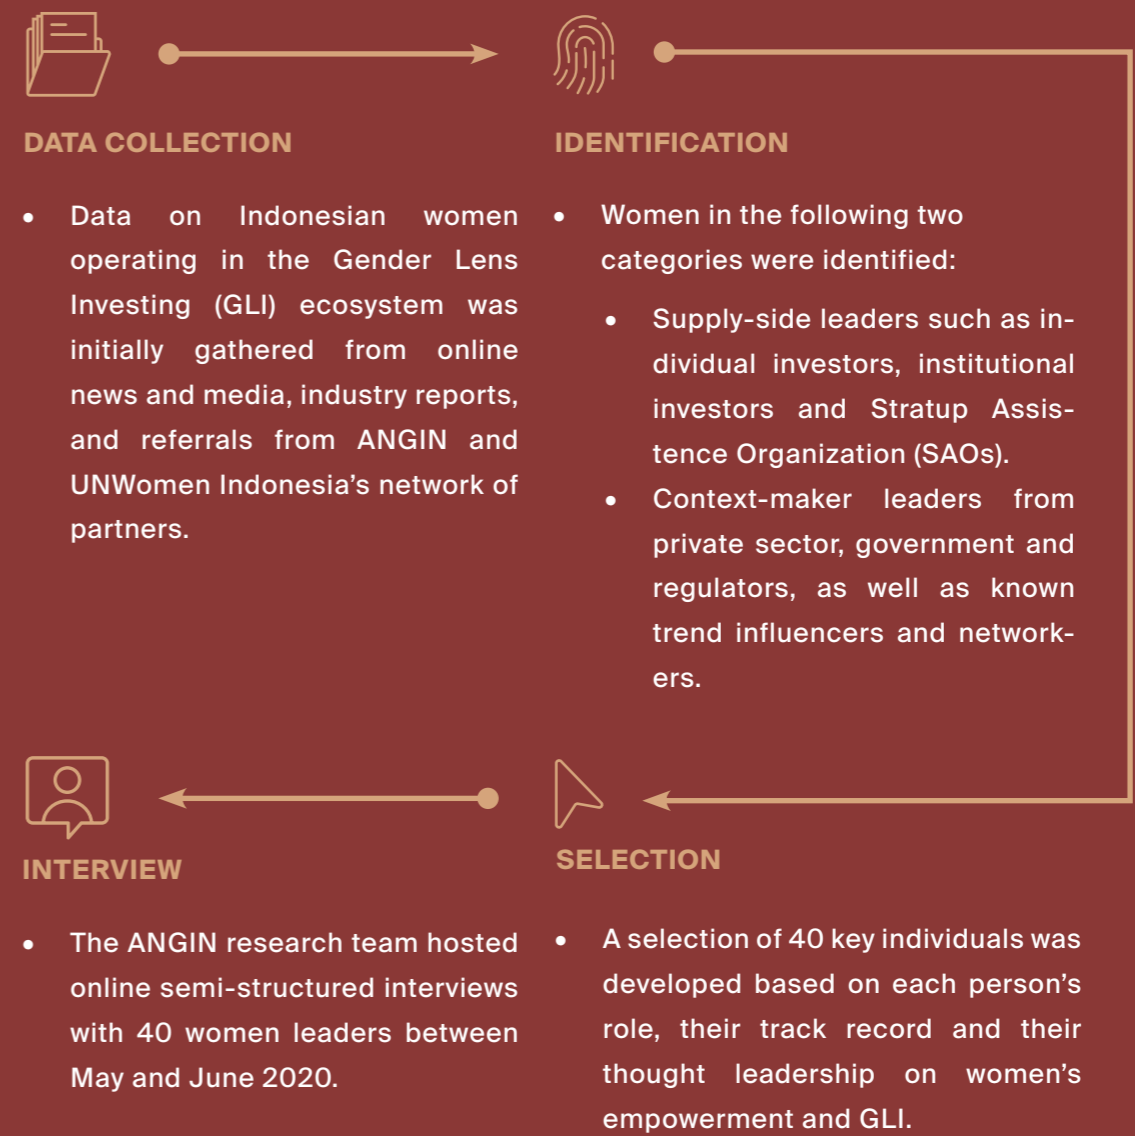 DATA COLLECTION
• Data on Indonesian women
operating in the Gender Lens
Investing (GLI) ecosystem was
initially gathered from online
news and media, industry reports,
and referrals from ANGIN and
UNWomen Indonesia’s network of
partners.
IDENTIFICATION
• Women in the following two
categories were identified:
• Supply-side leaders such as in-
dividual investors, institutional
investors and Stratup Assis-
tence Organization (SAOs).
• Context-maker leaders from
private sector, government and
regulators, as well as known
trend influencers and network-
ers.
SELECTION
• A selection of 40 key individuals was
developed based on each person’s
role, their track record and their
thought leadership on women’s
empowerment and GLI.
INTERVIEW
• The ANGIN research team hosted
online semi-structured interviews
with 40 women leaders between
May and June 2020.